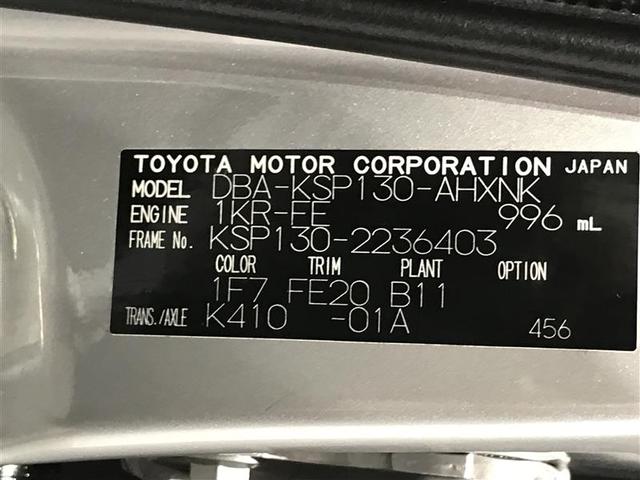 TOYOTA MOTOR CORPORATION JAPAN
MODEL DBA-KSP130-AHXNK
ENGINE 1KR-FE 996 mL
FRAME No. KSP130-2236403
COLOR TRIM PLANT OPTION
1F7 FE20 B11
TRANS./AXLE K410 -01A 456